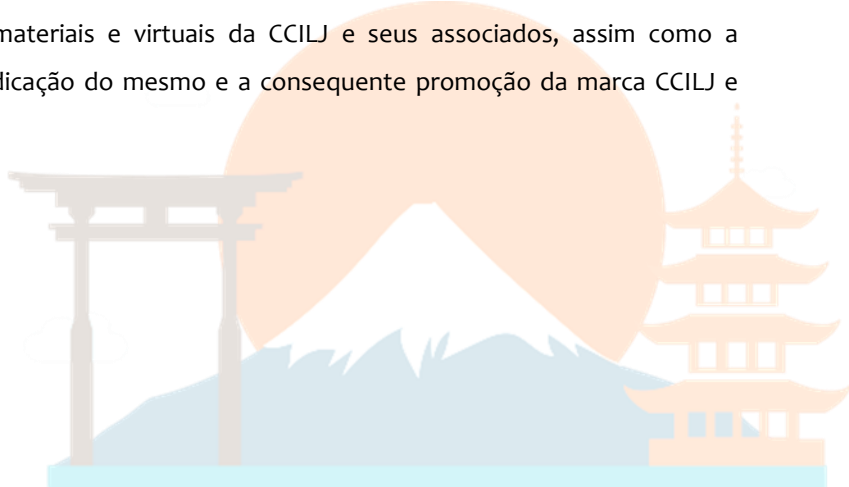 materiais e virtuais da CCILJ e seus associados, assim como a
dicação do mesmo e a consequente promoção da marca CCILJ e